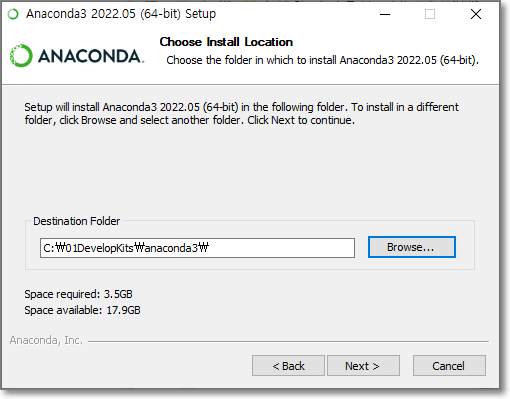 Anaconda3 2022.05 (64-bit) Setup
ANACONDA.
Choose Install Location
Choose the folder in which to install Anaconda3 2022.05 (64-bit).
Setup will install Anaconda3 2022.05 (64-bit) in the following folder. To install in a different
folder, click Browse and select another folder. Click Next to continue.
Destination Folder
C:₩01DevelopKits₩anaconda3₩
Browse...
Space required: 3.5GB
Space available: 17.9GB
Anaconda, Inc.
< Back
Next >
Cancel